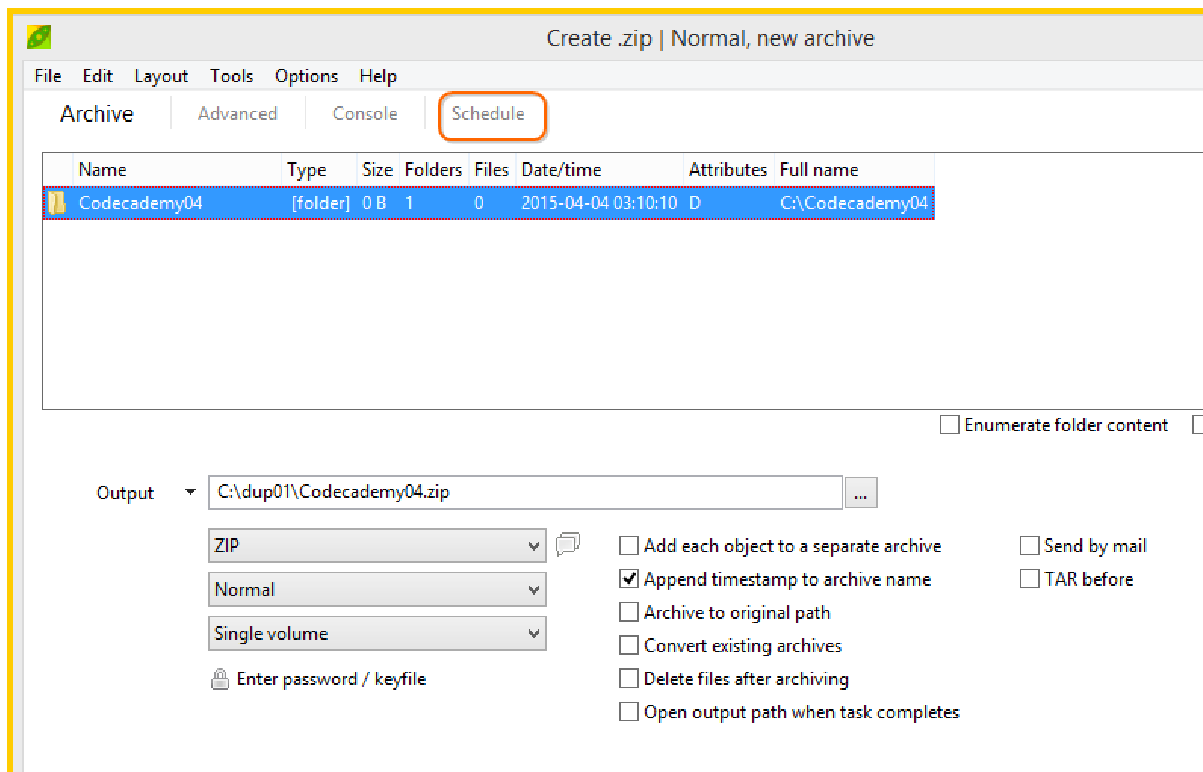 Create .zip | Normal, new archive
File Edit Layout Tools Options Help
Archive Advanced Console Schedule
Name Type Size Folders Files Date/time Attributes Full name
Codecademy04 [folder] 0 B 1 0 2015-04-04 03:10:10 D C:\Codecademy04
Enumerate folder content
Output C:\dup01\Codecademy04.zip ...
ZIP Add each object to a separate archive Send by mail
Normal Append timestamp to archive name TAR before
Archive to original path
Single volume Convert existing archives
Enter password / keyfile Delete files after archiving
Open output path when task completes